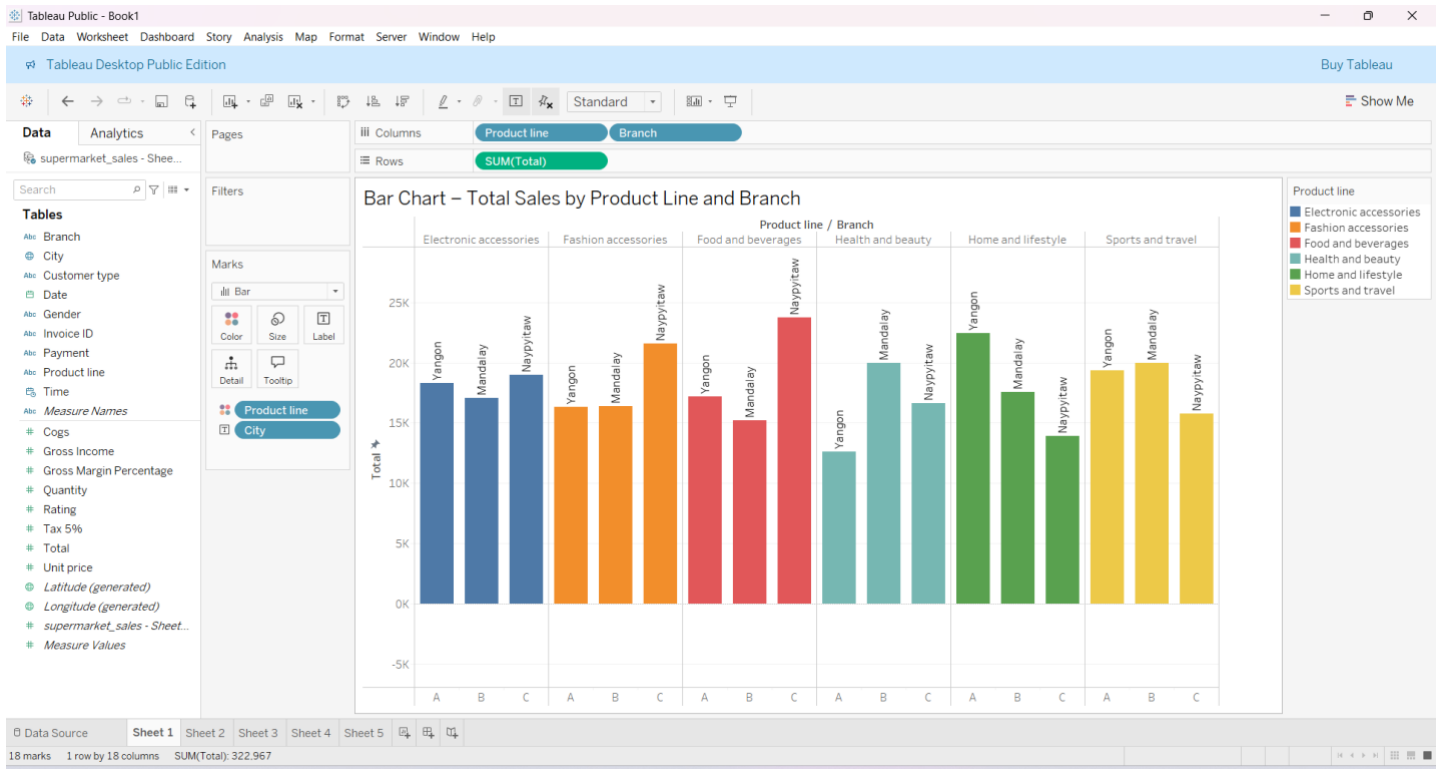 Tableau Public - Book1
File Data Worksheet Dashboard Story Analysis Map Format Server Window Help
Tableau Desktop Public Edition
Buy Tableau
Standard
Show Me
Data
Analytics
supermarket_sales - Shee...
Search
Tables
Abc Branch
City
Abc Customer type
Date
Abc Gender
Abc Invoice ID
Abc Payment
Abc Product line
Time
Abc Measure Names
# Cogs
# Gross Income
# Gross Margin Percentage
# Quantity
# Rating
# Tax 5%
# Total
# Unit price
Latitude (generated)
Longitude (generated)
# supermarket_sales - Sheet...
# Measure Values
Pages
Filters
Marks
Bar
Color Size Label
Detail Tooltip
Product line
City
Columns
Product line
Branch
Rows
SUM(Total)
Bar Chart – Total Sales by Product Line and Branch
Product line / Branch
Electronic accessories Fashion accessories Food and beverages Health and beauty Home and lifestyle Sports and travel
Total
25K
20K
15K
10K
5K
0K
-5K
Yangon Mandalay Naypyitaw Yangon Mandalay Naypyitaw Yangon Mandalay Naypyitaw Yangon Mandalay Naypyitaw Yangon Mandalay Naypyitaw Yangon Mandalay Naypyitaw
A B C A B C A B C A B C A B C A B C
Product line
Electronic accessories
Fashion accessories
Food and beverages
Health and beauty
Home and lifestyle
Sports and travel
Data Source Sheet 1 Sheet 2 Sheet 3 Sheet 4 Sheet 5
18 marks 1 row by 18 columns SUM(Total): 322.967